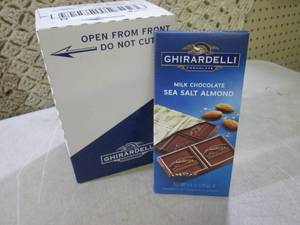 OPEN FROM FRONT
DO NOT CUT
GHIRARDELLI
GHIRARDELLI
CHOCOLATE
MILK CHOCOLATE
SEA SALT ALMOND